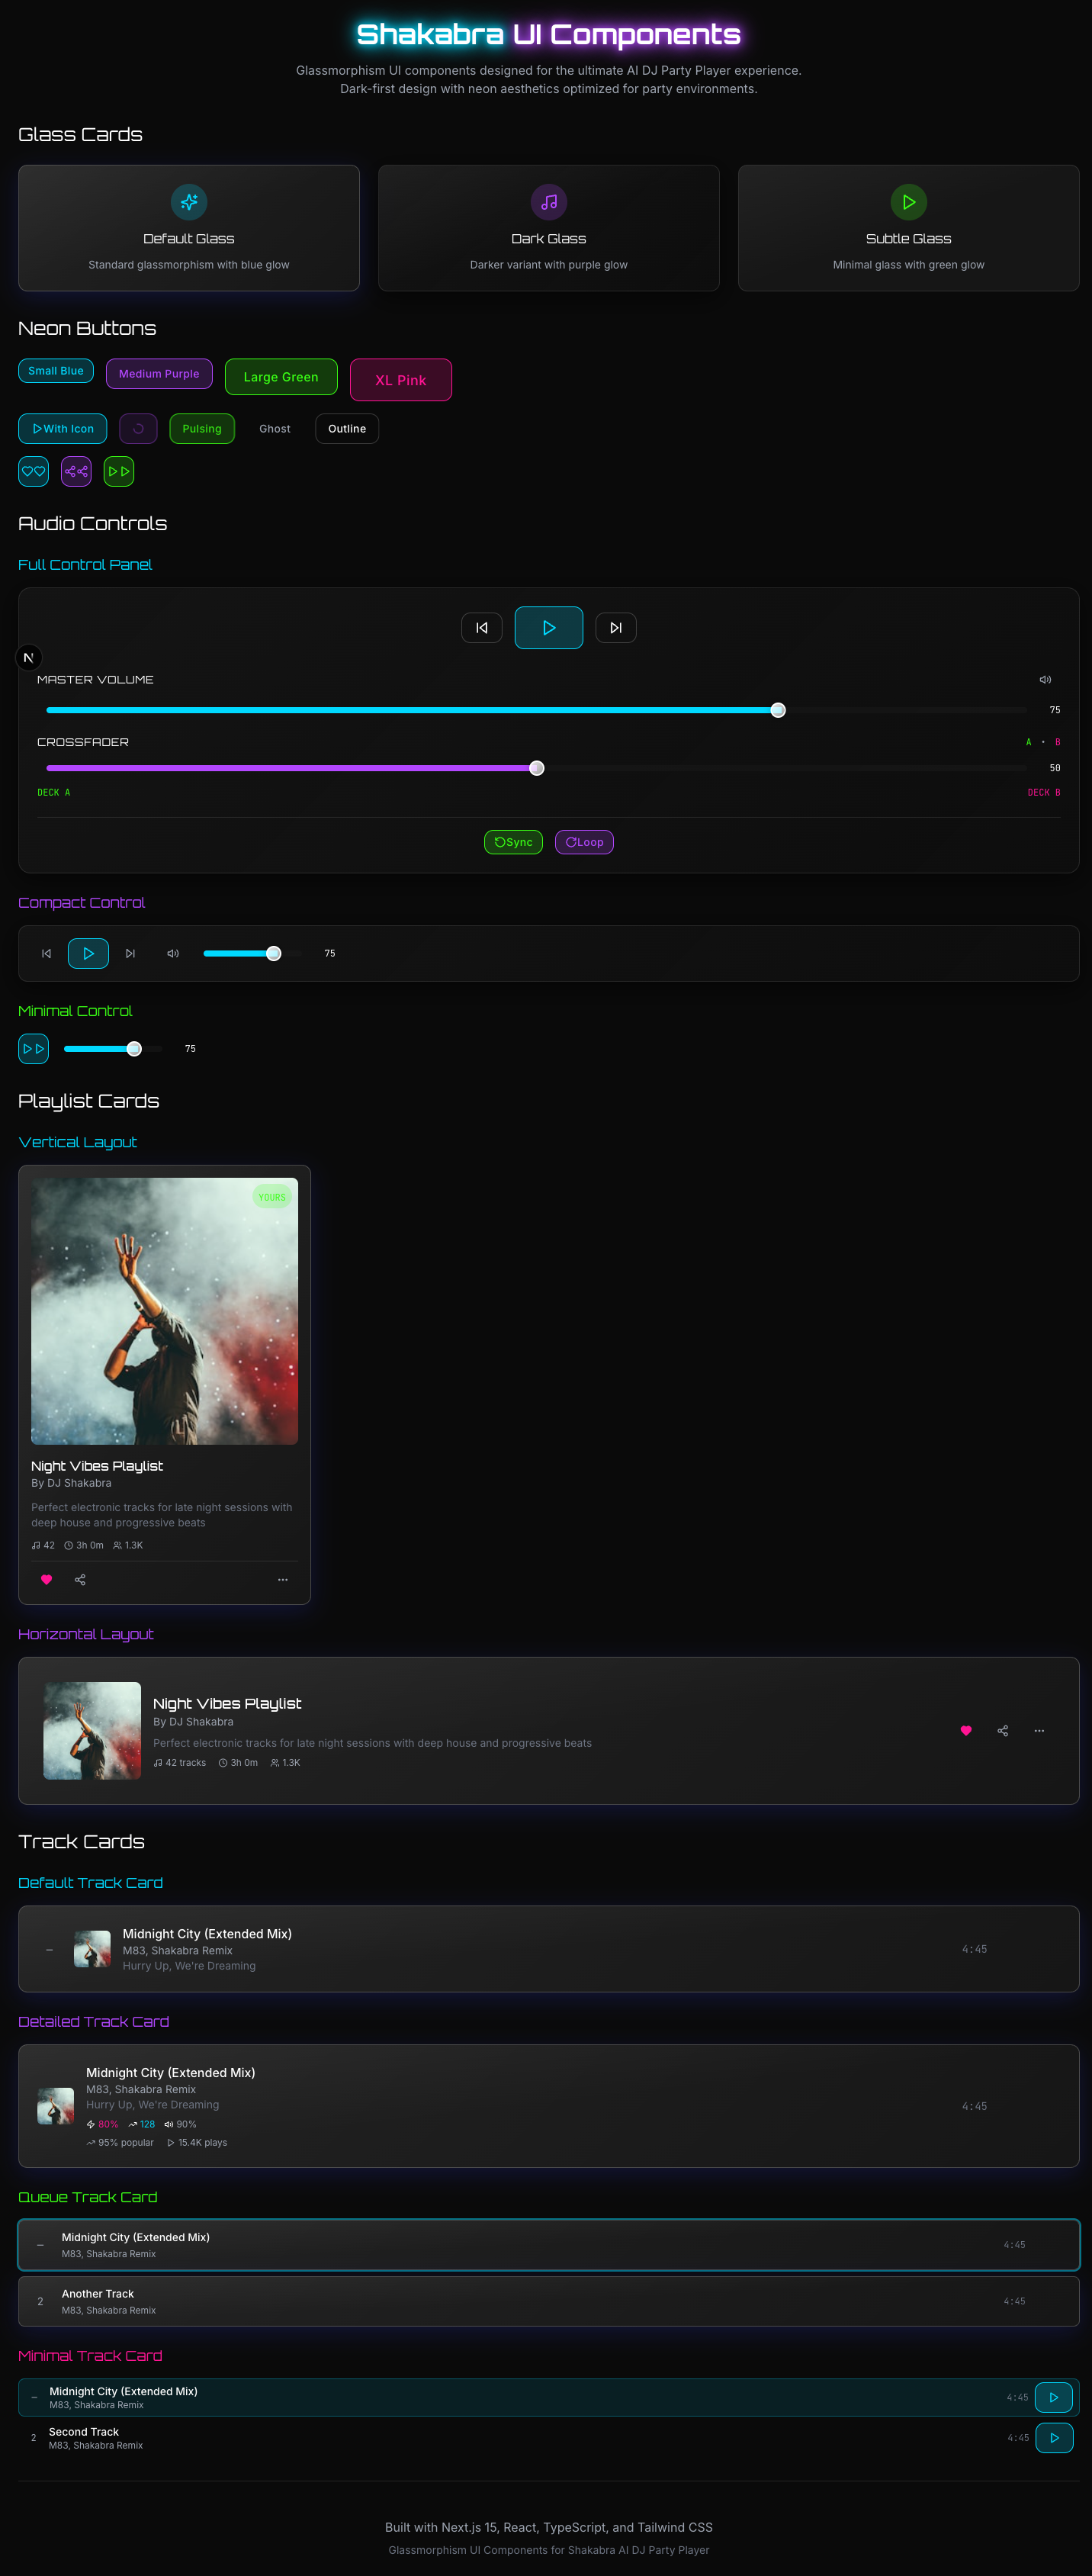 Shakabra UI Components
Glassmorphism UI components designed for the ultimate AI DJ Party Player experience.
Dark-first design with neon aesthetics optimized for party environments.
Glass Cards
Default Glass
Standard glassmorphism with blue glow
Dark Glass
Darker variant with purple glow
Subtle Glass
Minimal glass with green glow
Neon Buttons
Small Blue
Medium Purple
Large Green
XL Pink
With Icon
Pulsing
Ghost
Outline
Audio Controls
Full Control Panel
N
MASTER VOLUME
75
CROSSFADER
A • B
50
DECK A
DECK B
Sync
Loop
Compact Control
75
Minimal Control
75
Playlist Cards
Vertical Layout
YOURS
Night Vibes Playlist
By DJ Shakabra
Perfect electronic tracks for late night sessions with
deep house and progressive beats
42 3h 0m 1.3K
Horizontal Layout
Night Vibes Playlist
By DJ Shakabra
Perfect electronic tracks for late night sessions with deep house and progressive beats
42 tracks 3h 0m 1.3K
Track Cards
Default Track Card
Midnight City (Extended Mix)
M83, Shakabra Remix
Hurry Up, We're Dreaming
4:45
Detailed Track Card
Midnight City (Extended Mix)
M83, Shakabra Remix
Hurry Up, We're Dreaming
80% 128 90%
95% popular 15.4K plays
4:45
Queue Track Card
Midnight City (Extended Mix)
M83, Shakabra Remix
4:45
2
Another Track
M83, Shakabra Remix
4:45
Minimal Track Card
Midnight City (Extended Mix)
M83, Shakabra Remix
4:45
2
Second Track
M83, Shakabra Remix
4:45
Built with Next.js 15, React, TypeScript, and Tailwind CSS
Glassmorphism UI Components for Shakabra AI DJ Party Player